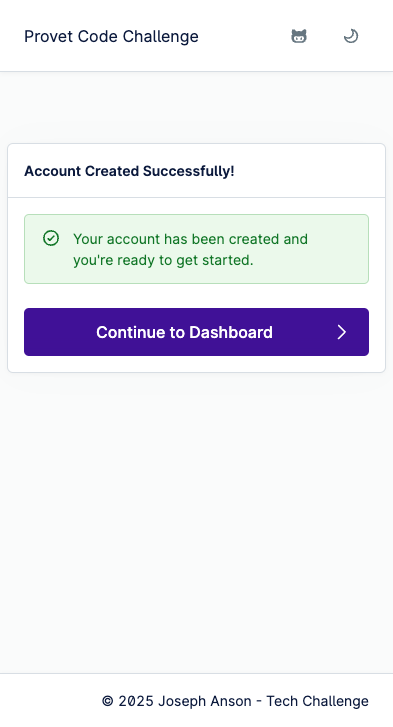 Provet Code Challenge
Account Created Successfully!
Your account has been created and
you're ready to get started.
Continue to Dashboard
© 2025 Joseph Anson - Tech Challenge